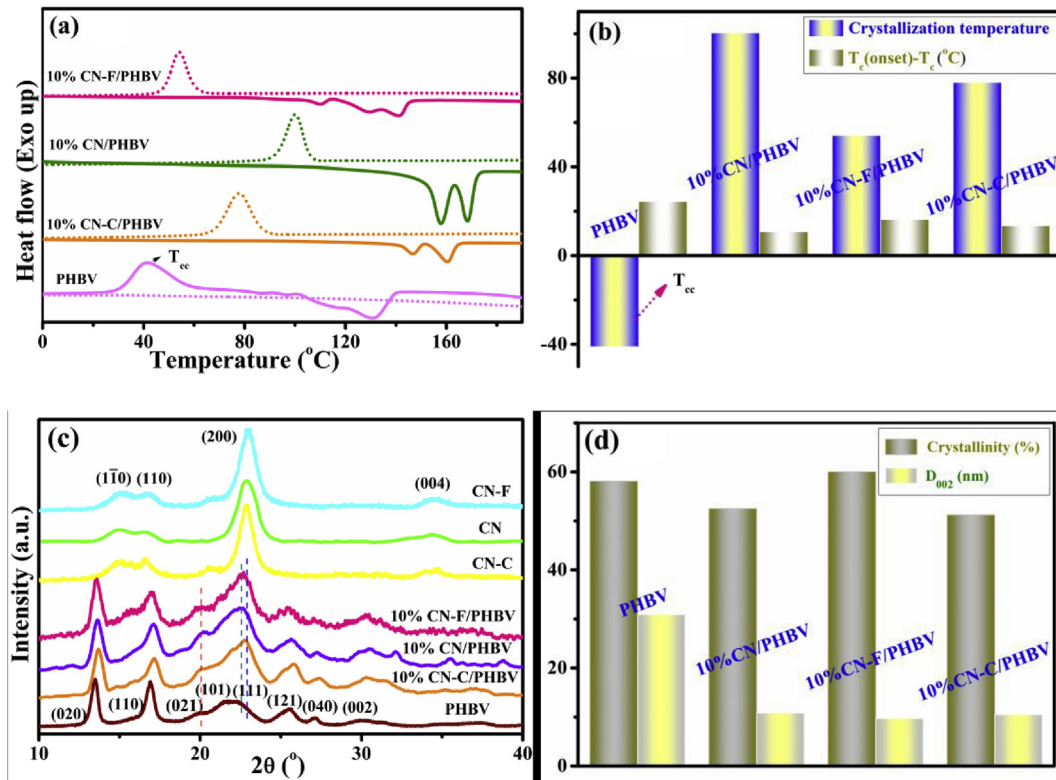 (a)
10% CN-F/PHBV
10% CN/PHBV
10% CN-C/PHBV
PHBV
T_cc
Heat flow (Exo up)
0 40 80 120 160
Temperature (°C)
(b)
Crystallization temperature
T_c(onset)-T_c (°C)
80
40
0
-40
PHBV
10%CN/PHBV
10%CN-F/PHBV
10%CN-C/PHBV
T_cc
(c)
(200)
(11̅0) (110)
(004)
CN-F
CN
CN-C
10% CN-F/PHBV
10% CN/PHBV
10% CN-C/PHBV
PHBV
(020) (110) (021) (101) (111) (121) (040) (002)
Intensity (a.u.)
10 20 30 40
2θ (°)
(d)
Crystallinity (%)
D₀₀₂ (nm)
60
40
20
0
PHBV
10%CN/PHBV
10%CN-F/PHBV
10%CN-C/PHBV